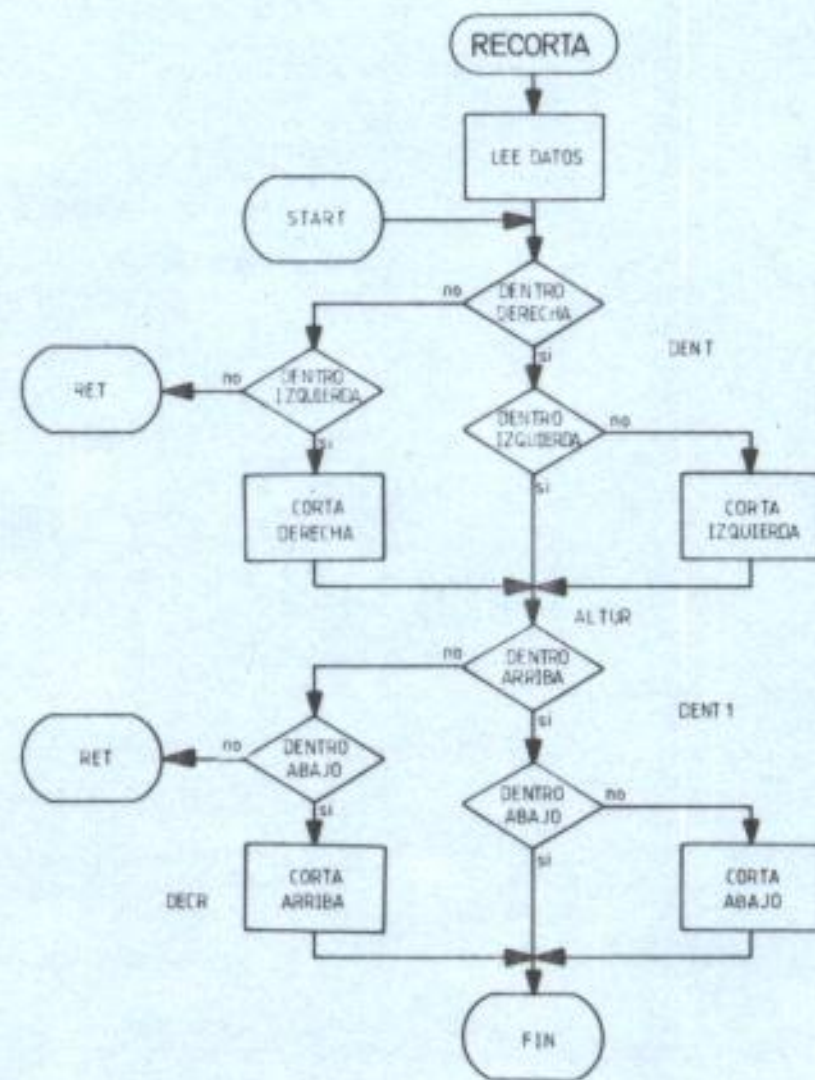 RECORTA
LEE DATOS
START
no
DENTRO
DERECHA
si
DENT
RET
no
DENTRO
IZQUIERDA
DENTRO
IZQUIERDA
no
si
si
CORTA
DERECHA
CORTA
IZQUIERDA
ALTUR
no
DENTRO
ARRIBA
si
DENT1
RET
no
DENTRO
ABAJO
DENTRO
ABAJO
no
si
si
DECR
CORTA
ARRIBA
CORTA
ABAJO
FIN